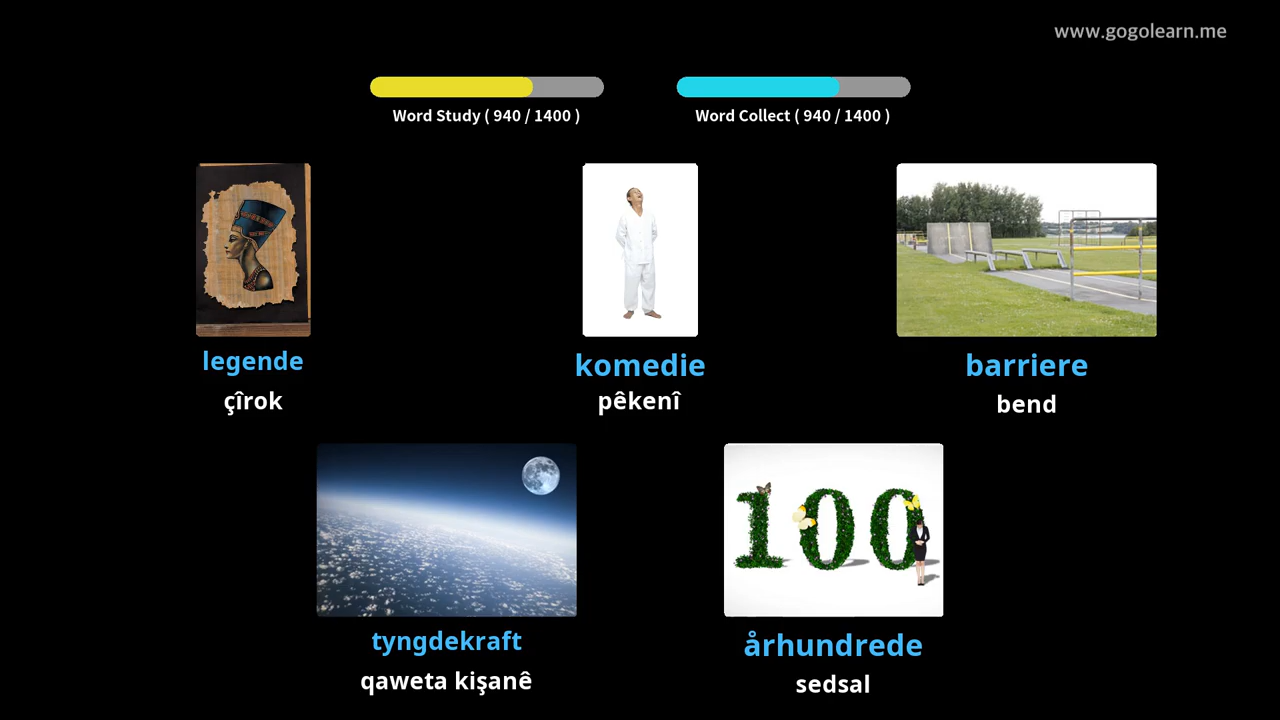 www.gogolearn.me
Word Study ( 940 / 1400 )
Word Collect ( 940 / 1400 )
legende
komedie
barriere
çîrok
pêkenî
bend
100
tyngdekraft
århundrede
qaweta kişanê
sedsal